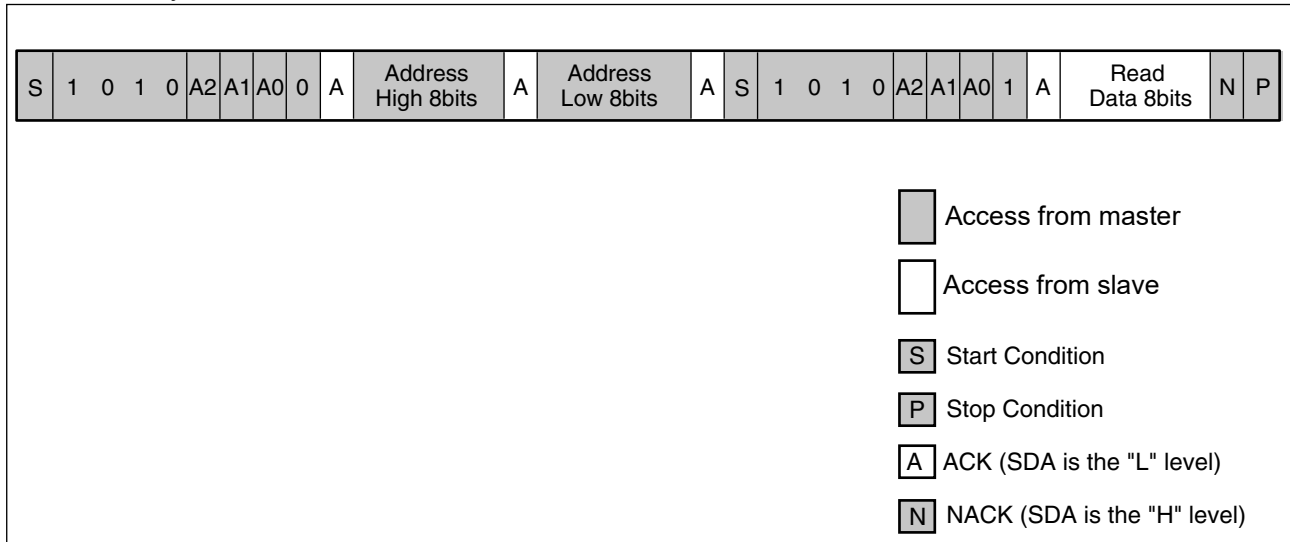 S 1 0 1 0 A2 A1 A0 0 A Address High 8bits A Address Low 8bits A S 1 0 1 0 A2 A1 A0 1 A Read Data 8bits N P
Access from master
Access from slave
S Start Condition
P Stop Condition
A ACK (SDA is the "L" level)
N NACK (SDA is the "H" level)